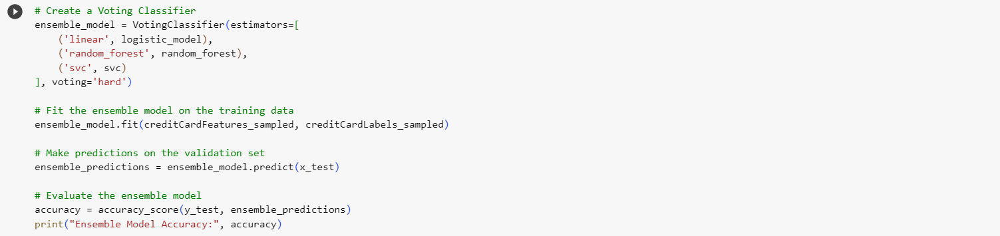 # Create a Voting Classifier
ensemble_model = VotingClassifier(estimators=[
    ('linear', logistic_model),
    ('random_forest', random_forest),
    ('svc', svc)
], voting='hard')

# Fit the ensemble model on the training data
ensemble_model.fit(creditCardFeatures_sampled, creditCardLabels_sampled)

# Make predictions on the validation set
ensemble_predictions = ensemble_model.predict(x_test)

# Evaluate the ensemble model
accuracy = accuracy_score(y_test, ensemble_predictions)
print("Ensemble Model Accuracy:", accuracy)